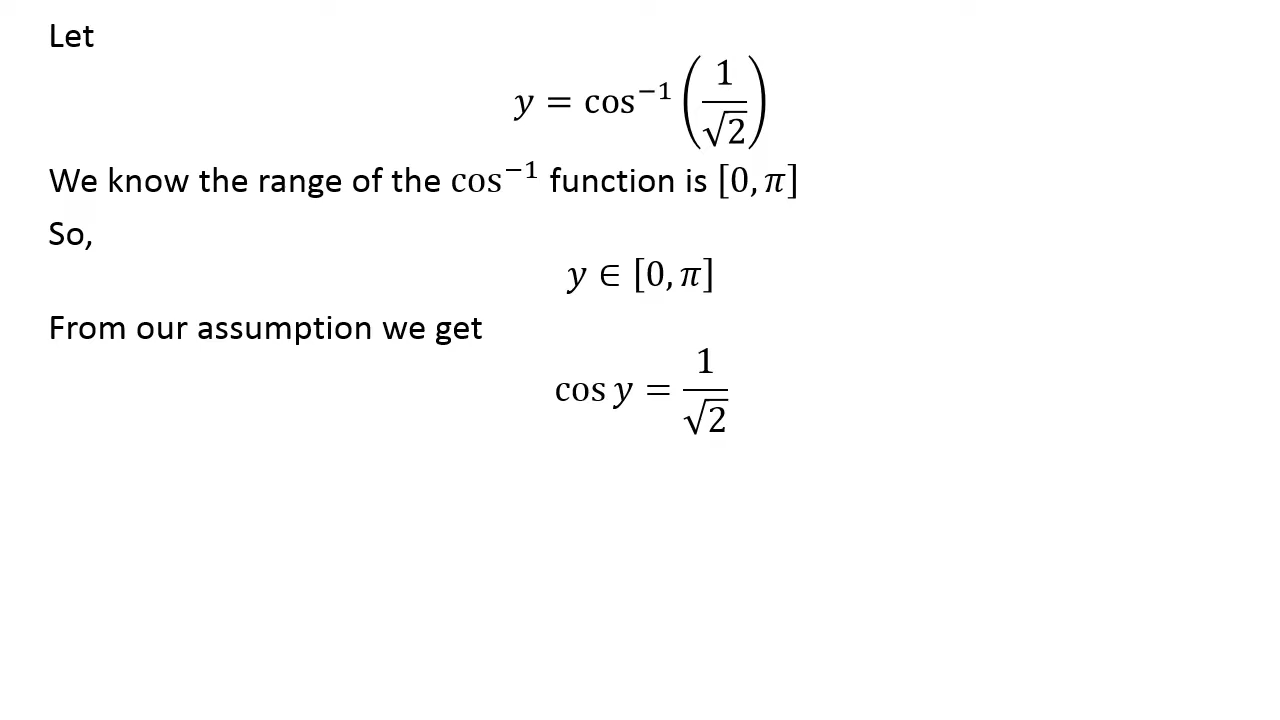 Let
y = cos⁻¹ (1/√2)
We know the range of the cos⁻¹ function is [0, π]
So,
y ∈ [0, π]
From our assumption we get
cos y = 1/√2